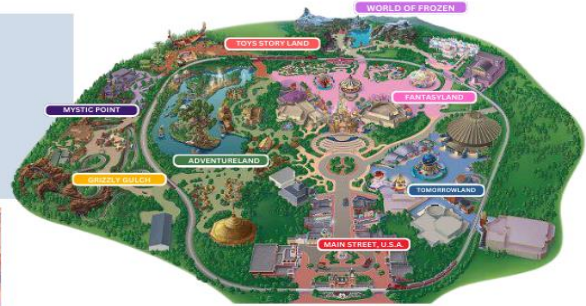 WORLD OF FROZEN
TOYS STORY LAND
FANTASYLAND
MYSTIC POINT
ADVENTURELAND
GRIZZLY GULCH
TOMORROWLAND
MAIN STREET, U.S.A.